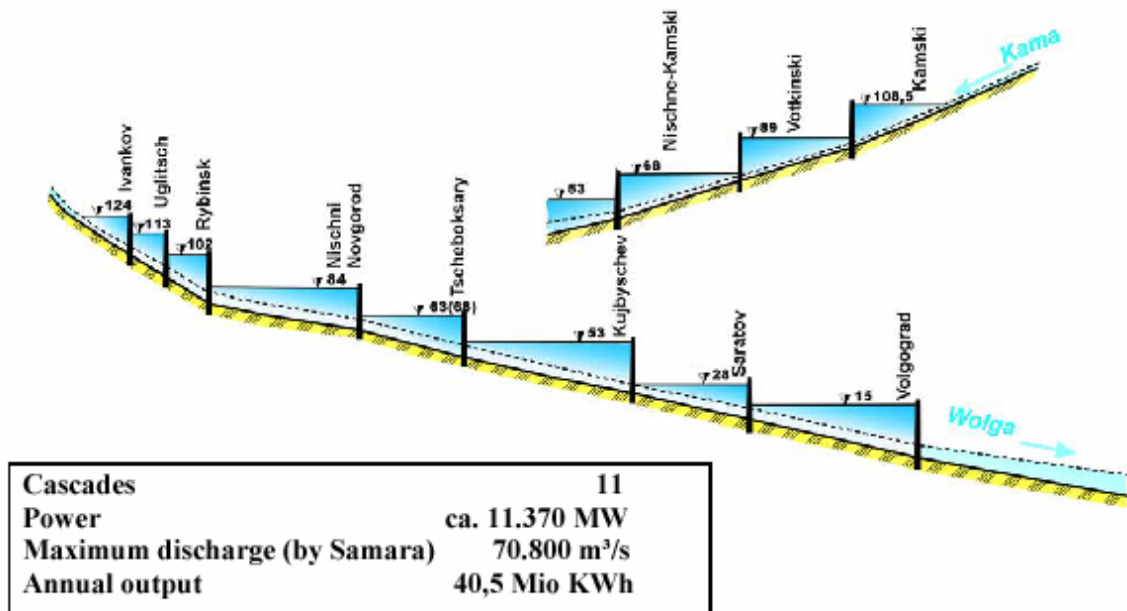 Kama
Kamski
108,5
Votkinski
89
Nischne-Kamski
68
53
Ivankov
124
Uglitsch
113
Rybinsk
102
Nischni
Novgorod
84
Tscheboksary
63(68)
Kujbyschev
53
Saratov
28
Volgograd
15
Wolga
Cascades 11
Power ca. 11.370 MW
Maximum discharge (by Samara) 70.800 m³/s
Annual output 40,5 Mio KWh